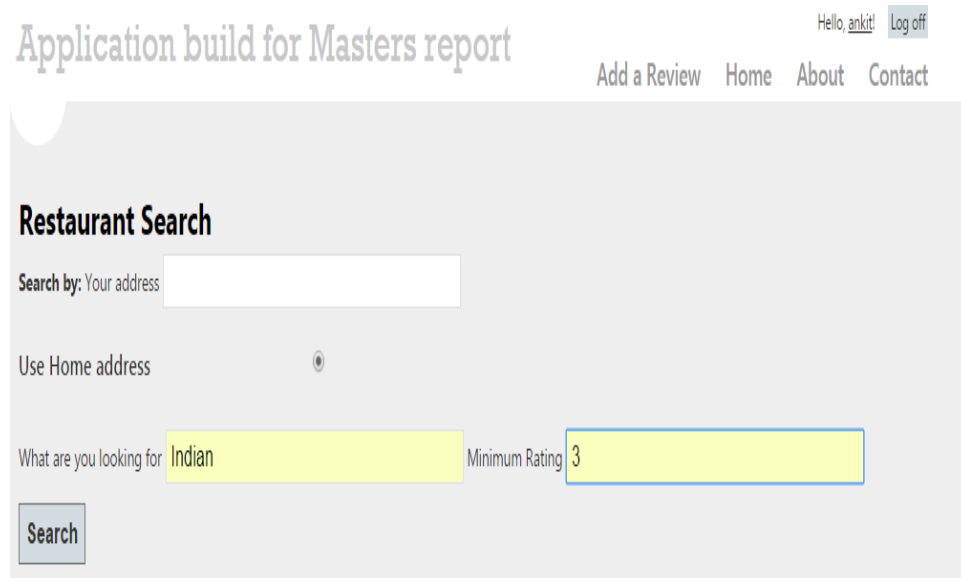 Hello, ankit! Log off
Application build for Masters report
Add a Review Home About Contact
Restaurant Search
Search by: Your address
Use Home address
What are you looking for Indian Minimum Rating 3
Search